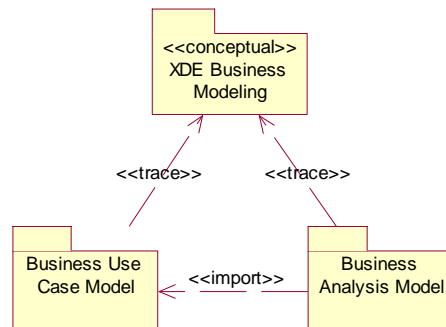 <<conceptual>>
XDE Business
Modeling
<<trace>>
<<trace>>
Business Use
Case Model
<<import>>
Business
Analysis Model